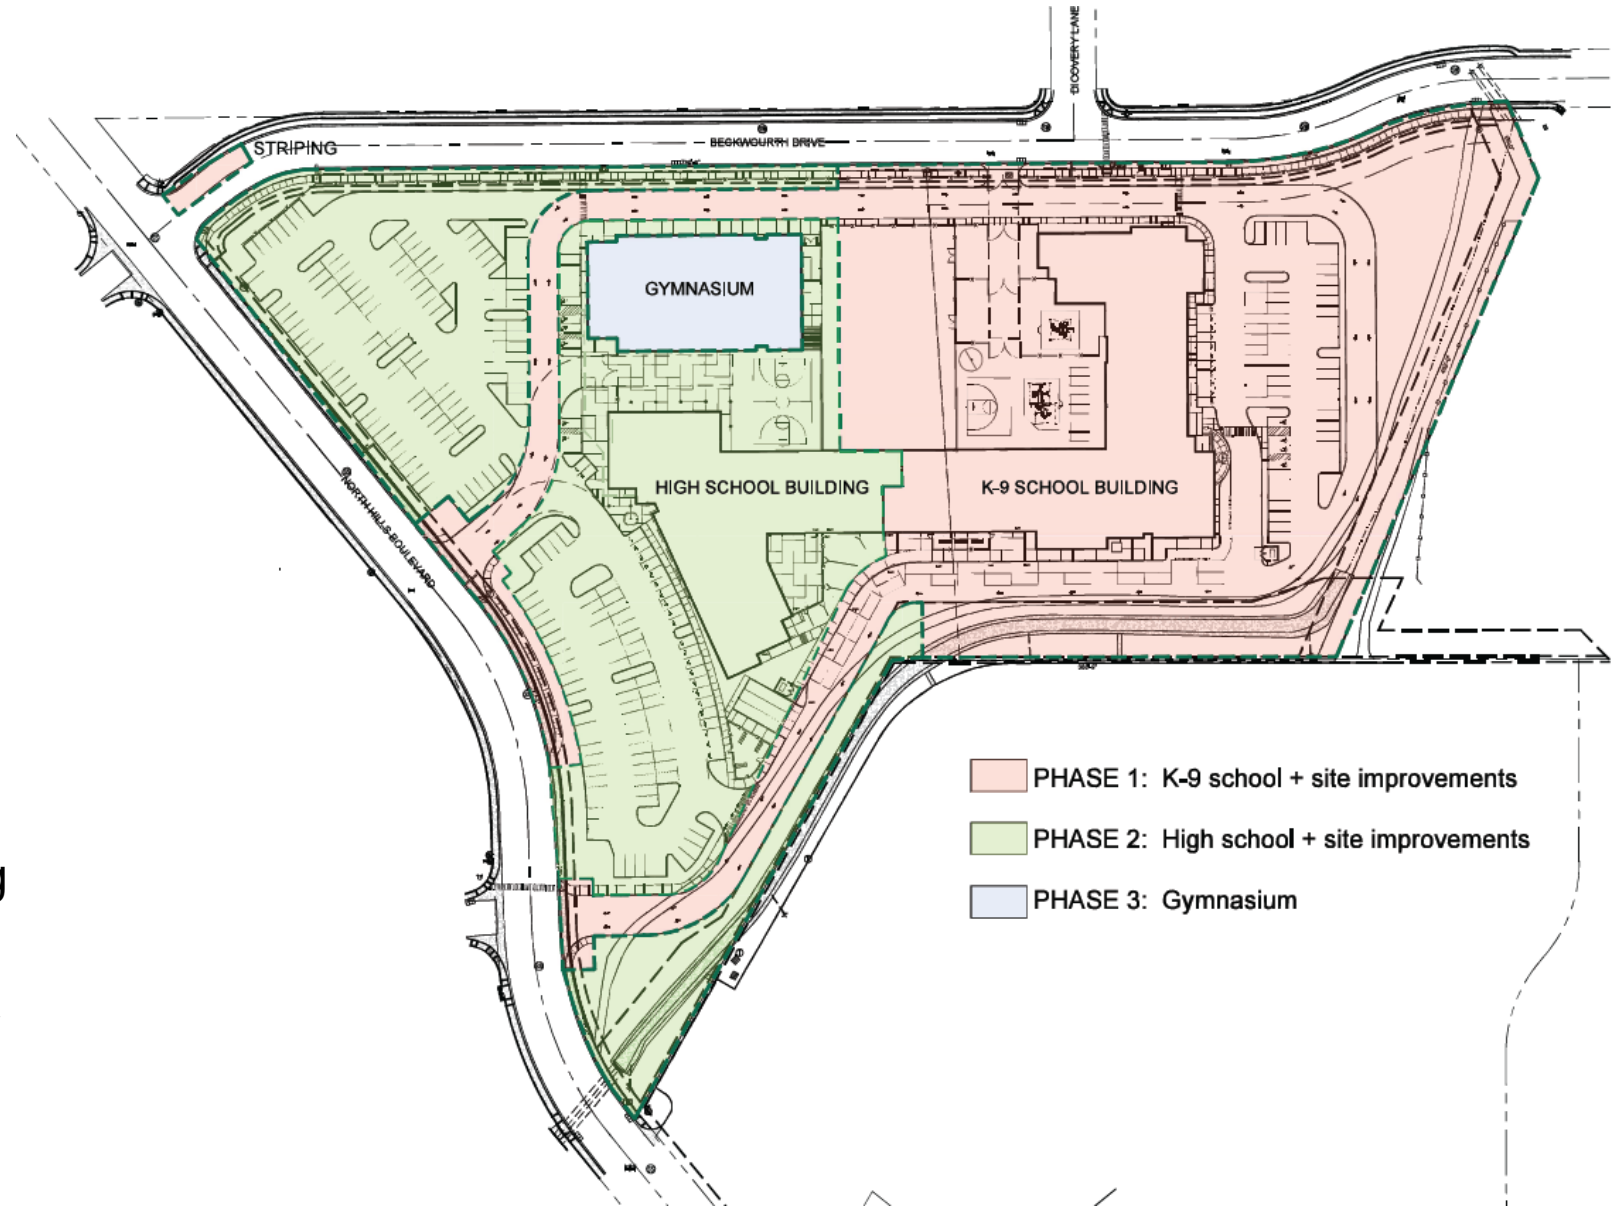 DICOVERY LANE
BECKWOURTH DRIVE
STRIPING
GYMNASIUM
HIGH SCHOOL BUILDING
K-9 SCHOOL BUILDING
NORTH HILLS BOULEVARD
PHASE 1: K-9 school + site improvements
PHASE 2: High school + site improvements
g
PHASE 3: Gymnasium